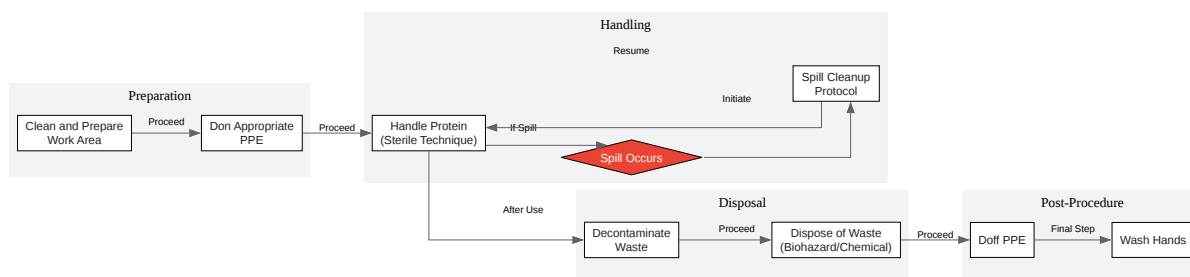 Handling
Resume
Spill Cleanup
Protocol
Preparation
Initiate
Clean and Prepare
Work Area
Proceed
Don Appropriate
PPE
Proceed
Handle Protein
(Sterile Technique)
If Spill
Spill Occurs
Disposal
Post-Procedure
After Use
Decontaminate
Waste
Proceed
Dispose of Waste
(Biohazard/Chemical)
Proceed
Doff PPE
Final Step
Wash Hands